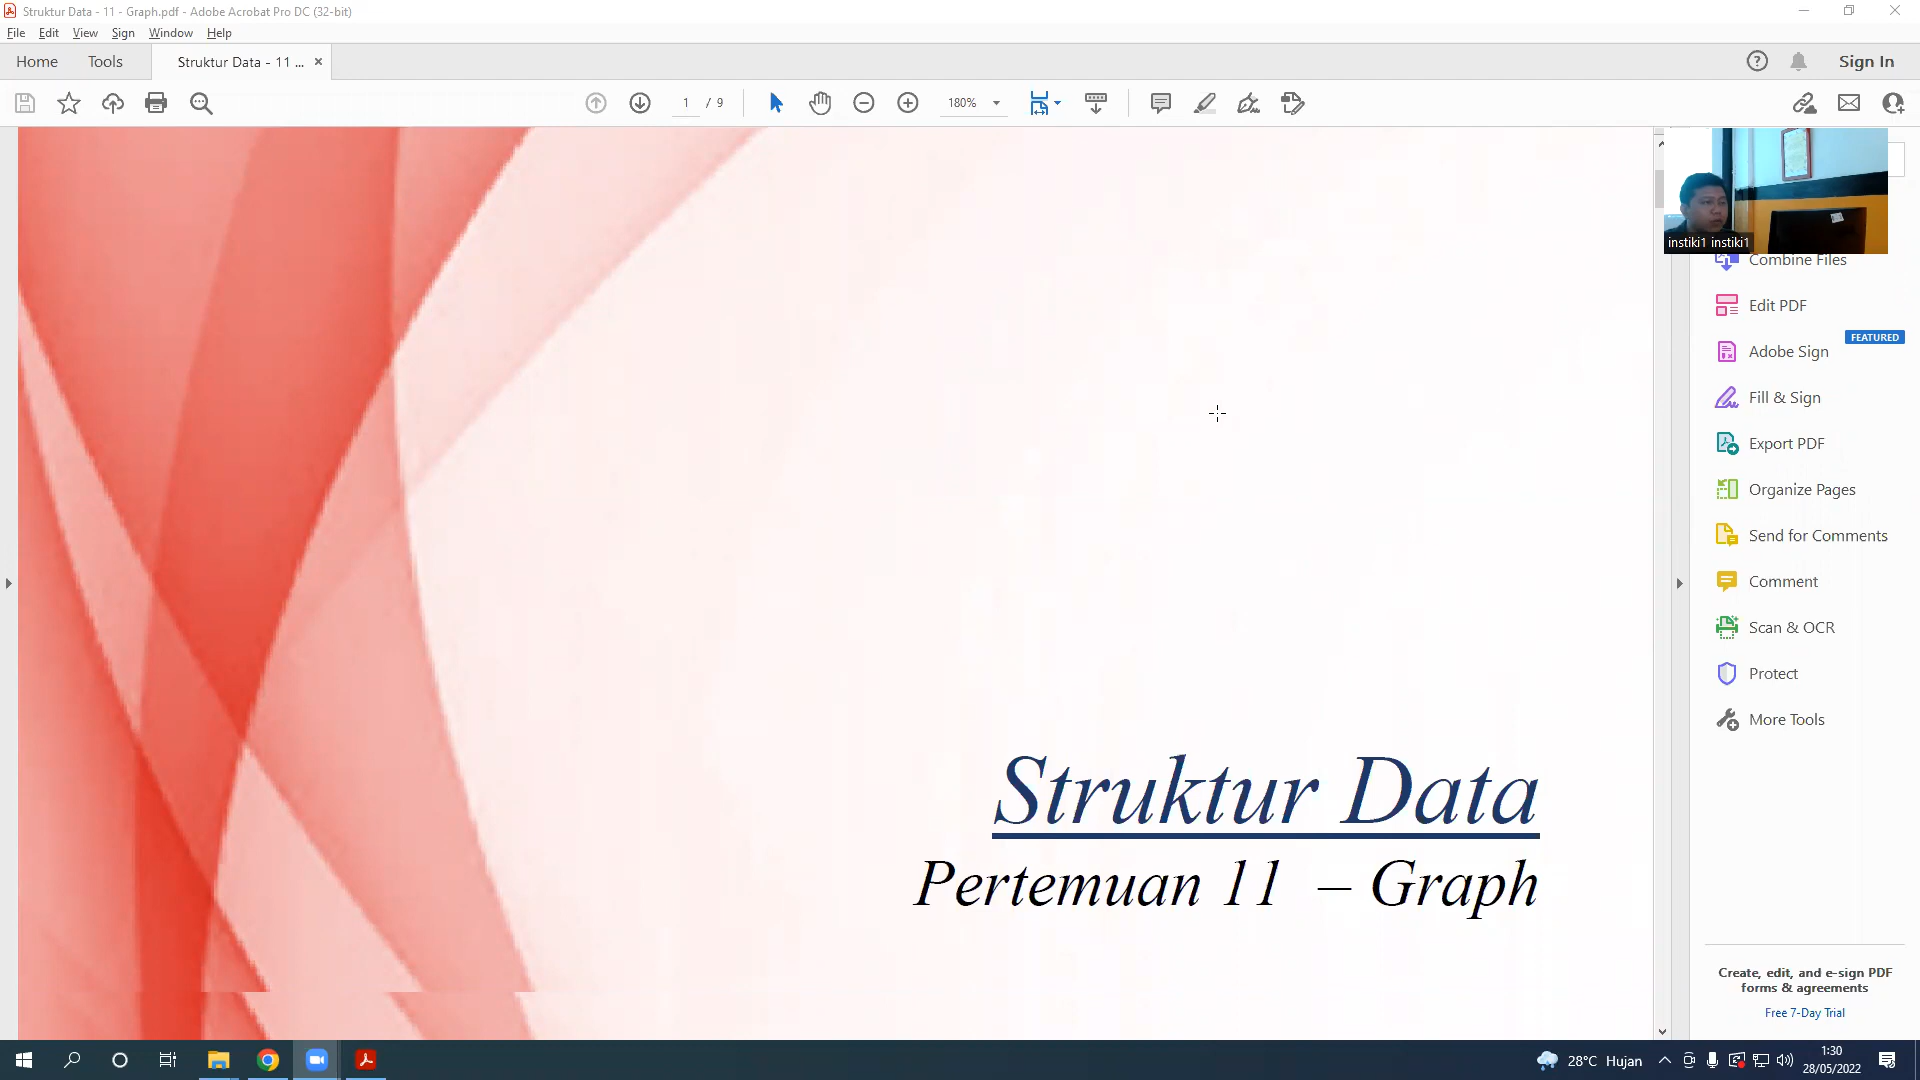 Struktur Data - 11 - Graph.pdf - Adobe Acrobat Pro DC (32-bit)
File Edit View Sign Window Help
Home Tools Struktur Data - 11 ... ×
Sign In
1 / 9 180%
instiki1 instiki1
Combine Files
Edit PDF
FEATURED
Adobe Sign
Fill & Sign
Export PDF
Organize Pages
Send for Comments
Comment
Scan & OCR
Protect
More Tools
Struktur Data
Pertemuan 11 – Graph
Create, edit, and e-sign PDF
forms & agreements
Free 7-Day Trial
28°C Hujan
1:30
28/05/2022